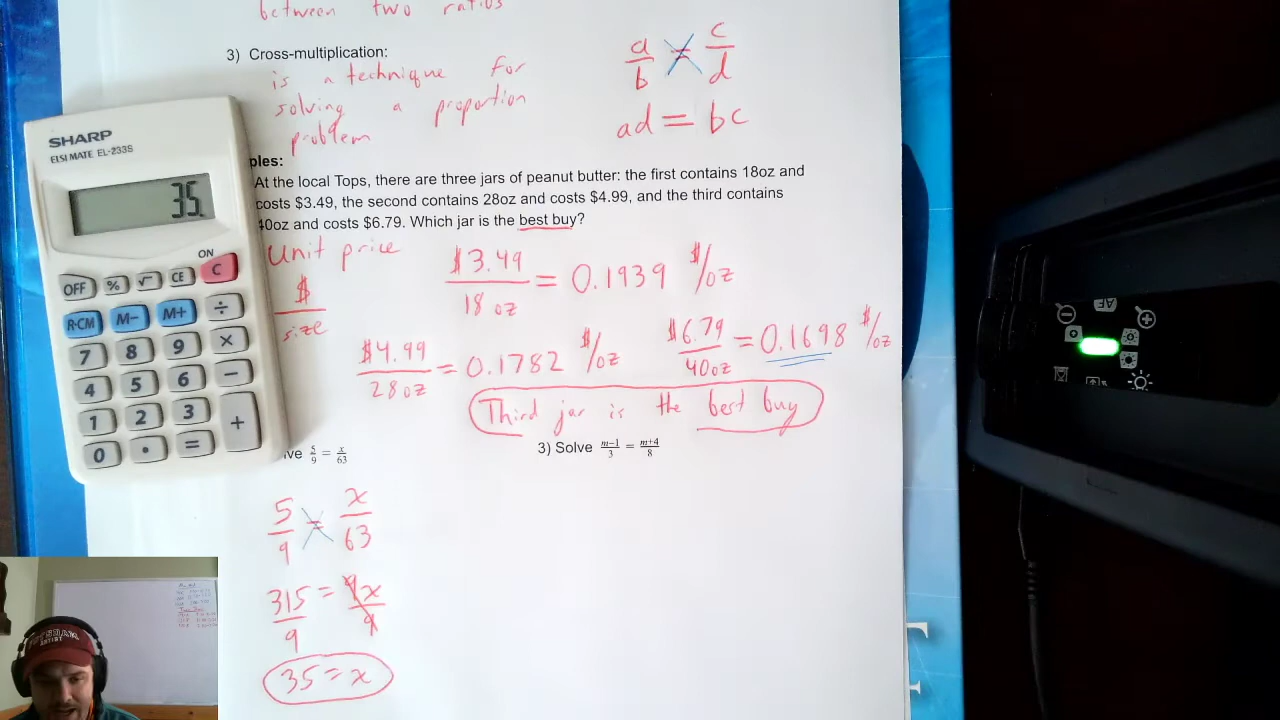 between two ratios
3) Cross-multiplication:
is a technique for
solving a proportion
problem
a/b = c/d
ad = bc
SHARP
ELSI MATE EL-233S
35.
ON
OFF % √ CE C
R·CM M− M+ ÷
7 8 9 ×
4 5 6 −
1 2 3 +
0 · =
ples:
At the local Tops, there are three jars of peanut butter: the first contains 18oz and
costs $3.49, the second contains 28oz and costs $4.99, and the third contains
40oz and costs $6.79. Which jar is the best buy?
Unit price
$/size
$3.49/18 oz = 0.1939 $/oz
$4.99/28 oz = 0.1782 $/oz
$6.79/40oz = 0.1698 $/oz
Third jar is the best buy
ve 5/9 = x/63
5/9 = x/63
315/9 = 9x/9
35 = x
3) Solve m−1/3 = m+4/8
AF